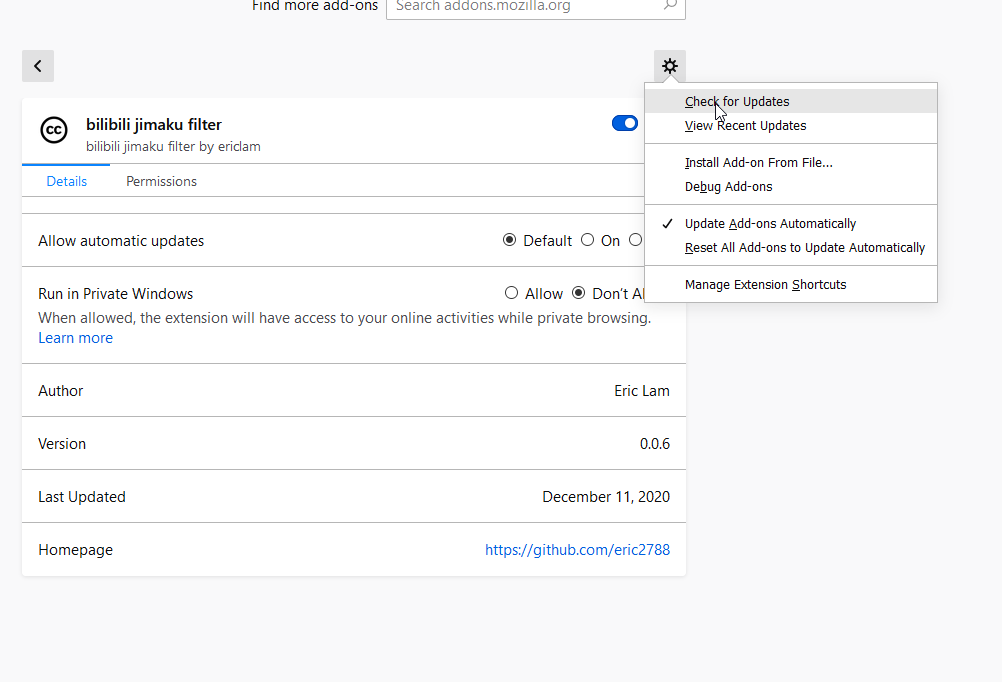 Find more add-ons
Search addons.mozilla.org
bilibili jimaku filter
bilibili jimaku filter by ericlam
Details
Permissions
Check for Updates
View Recent Updates
Install Add-on From File...
Debug Add-ons
Update Add-ons Automatically
Reset All Add-ons to Update Automatically
Manage Extension Shortcuts
Allow automatic updates
Default
On
Run in Private Windows
Allow
Don't Al
When allowed, the extension will have access to your online activities while private browsing.
Learn more
Author
Eric Lam
Version
0.0.6
Last Updated
December 11, 2020
Homepage
https://github.com/eric2788